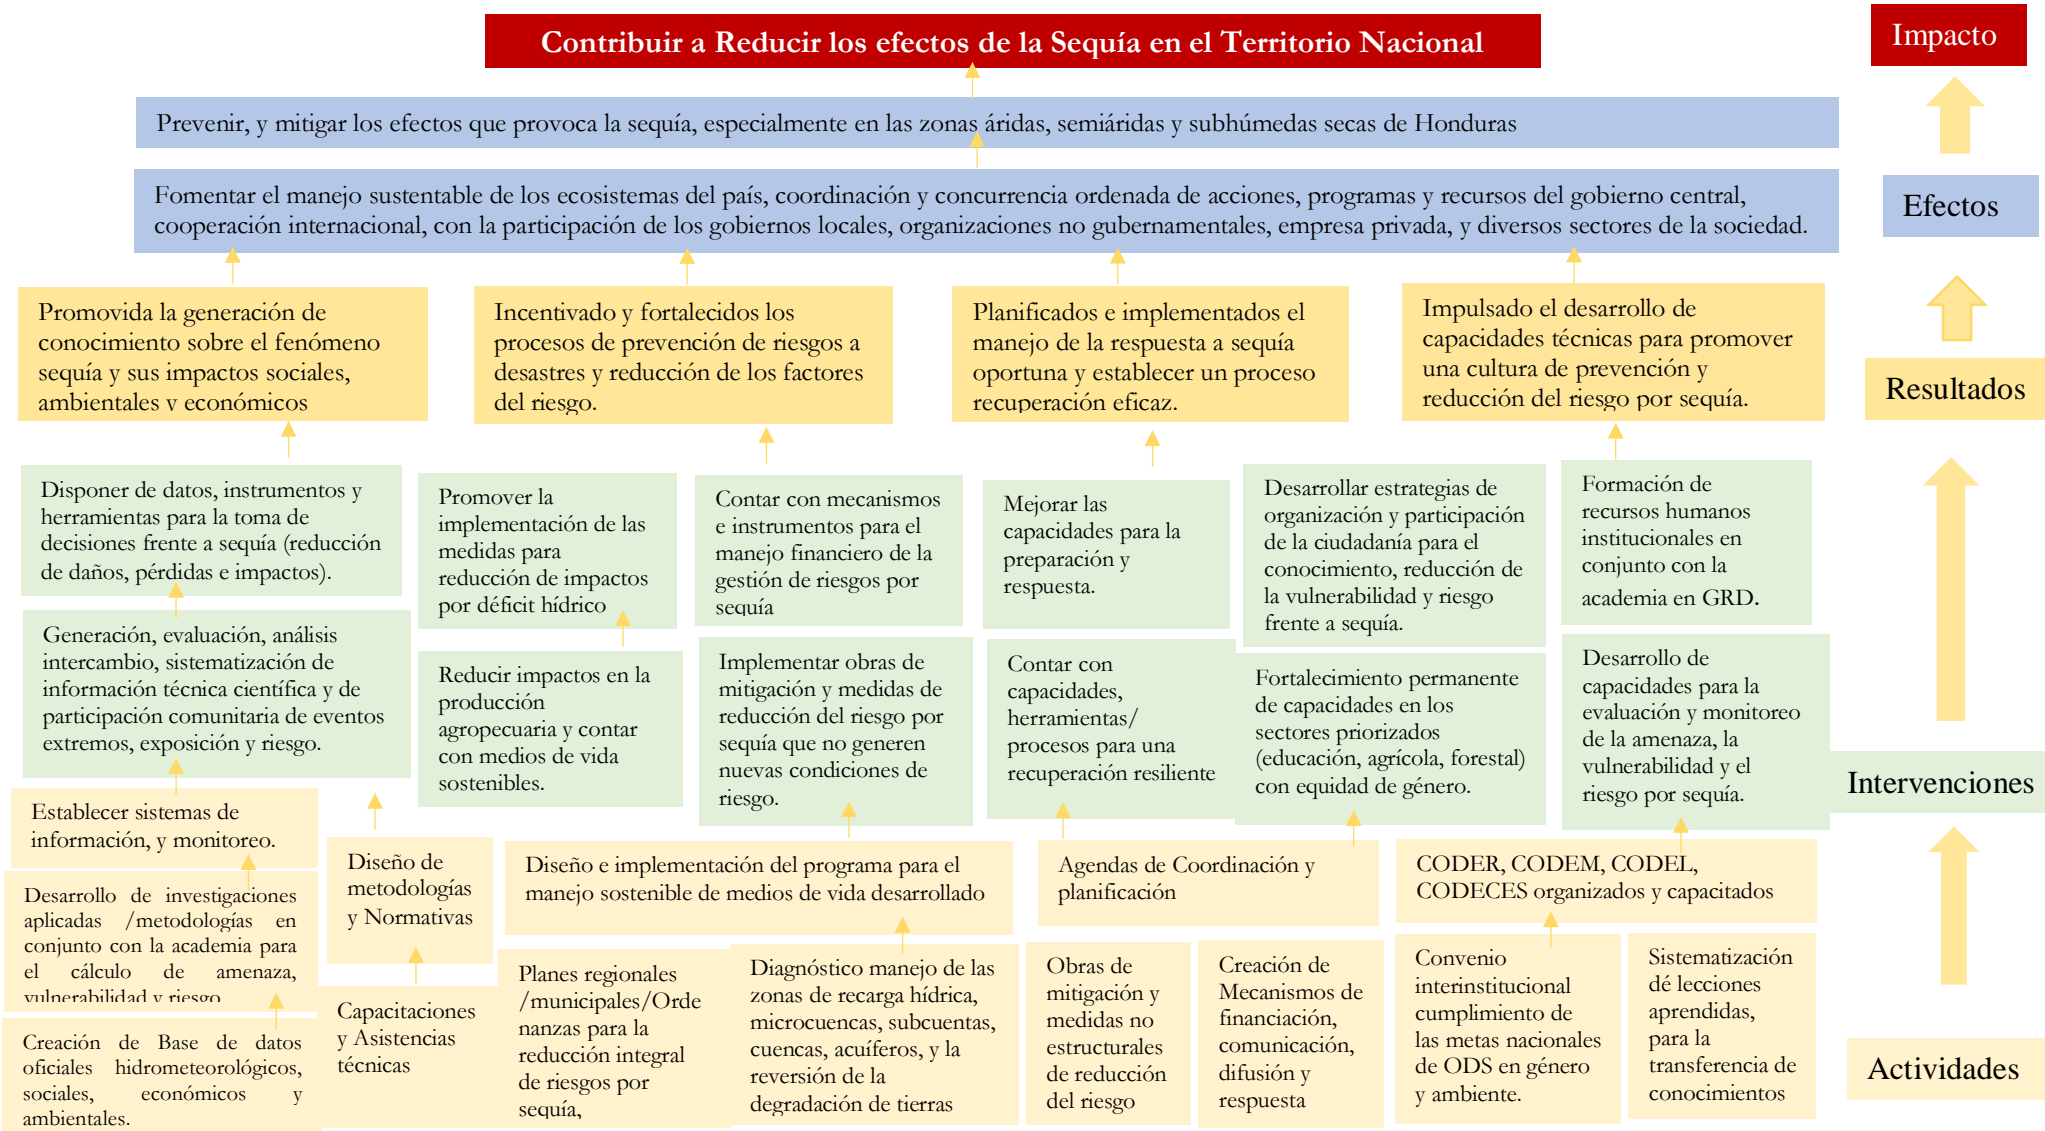 Contribuir a Reducir los efectos de la Sequía en el Territorio Nacional
Impacto
Prevenir, y mitigar los efectos que provoca la sequía, especialmente en las zonas áridas, semiáridas y subhúmedas secas de Honduras
Fomentar el manejo sustentable de los ecosistemas del país, coordinación y concurrencia ordenada de acciones, programas y recursos del gobierno central,
cooperación internacional, con la participación de los gobiernos locales, organizaciones no gubernamentales, empresa privada, y diversos sectores de la sociedad.
Efectos
Promovida la generación de
conocimiento sobre el fenómeno
sequía y sus impactos sociales,
ambientales y económicos
Incentivado y fortalecidos los
procesos de prevención de riesgos a
desastres y reducción de los factores
del riesgo.
Planificados e implementados el
manejo de la respuesta a sequía
oportuna y establecer un proceso
recuperación eficaz.
Impulsado el desarrollo de
capacidades técnicas para promover
una cultura de prevención y
reducción del riesgo por sequía.
Resultados
Disponer de datos, instrumentos y
herramientas para la toma de
decisiones frente a sequía (reducción
de daños, pérdidas e impactos).
Promover la
implementación de las
medidas para
reducción de impactos
por déficit hídrico
Contar con mecanismos
e instrumentos para el
manejo financiero de la
gestión de riesgos por
sequía
Mejorar las
capacidades para la
preparación y
respuesta.
Desarrollar estrategias de
organización y participación
de la ciudadanía para el
conocimiento, reducción de
la vulnerabilidad y riesgo
frente a sequía.
Formación de
recursos humanos
institucionales en
conjunto con la
academia en GRD.
Generación, evaluación, análisis
intercambio, sistematización de
información técnica científica y de
participación comunitaria de eventos
extremos, exposición y riesgo.
Reducir impactos en la
producción
agropecuaria y contar
con medios de vida
sostenibles.
Implementar obras de
mitigación y medidas de
reducción del riesgo por
sequía que no generen
nuevas condiciones de
riesgo.
Contar con
capacidades,
herramientas/
procesos para una
recuperación resiliente
Fortalecimiento permanente
de capacidades en los
sectores priorizados
(educación, agrícola, forestal)
con equidad de género.
Desarrollo de
capacidades para la
evaluación y monitoreo
de la amenaza, la
vulnerabilidad y el
riesgo por sequía.
Intervenciones
Establecer sistemas de
información, y monitoreo.
Desarrollo de investigaciones
aplicadas /metodologías en
conjunto con la academia para
el cálculo de amenaza,
vulnerabilidad y riesgo
Creación de Base de datos
oficiales hidrometeorológicos,
sociales, económicos y
ambientales.
Diseño de
metodologías
y Normativas
Capacitaciones
y Asistencias
técnicas
Diseño e implementación del programa para el
manejo sostenible de medios de vida desarrollado
Planes regionales
/municipales/Orde
nanzas para la
reducción integral
de riesgos por
sequía,
Diagnóstico manejo de las
zonas de recarga hídrica,
microcuencas, subcuentas,
cuencas, acuíferos, y la
reversión de la
degradación de tierras
Agendas de Coordinación y
planificación
Obras de
mitigación y
medidas no
estructurales
de reducción
del riesgo
Creación de
Mecanismos de
financiación,
comunicación,
difusión y
respuesta
CODER, CODEM, CODEL,
CODECES organizados y capacitados
Convenio
interinstitucional
cumplimiento de
las metas nacionales
de ODS en género
y ambiente.
Sistematización
dé lecciones
aprendidas,
para la
transferencia de
conocimientos
Actividades